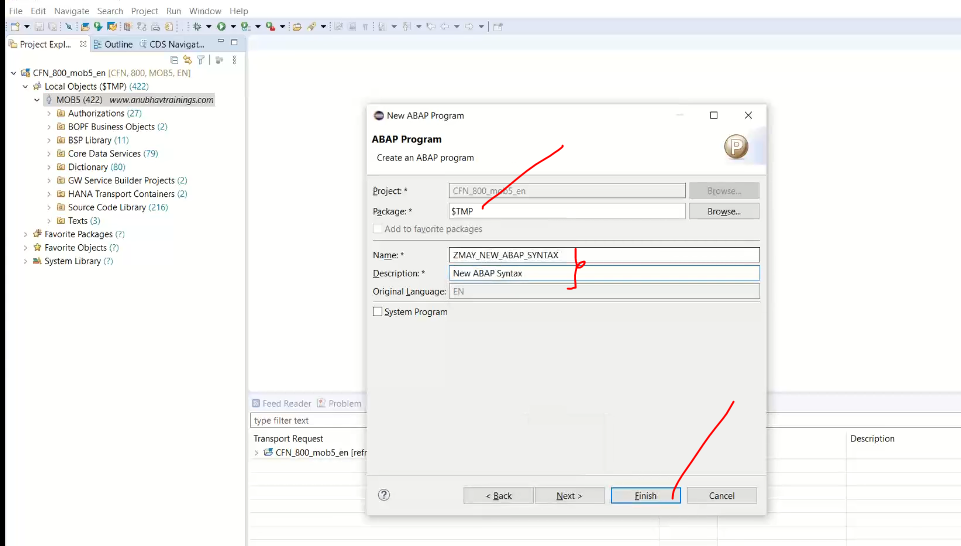 File Edit Navigate Search Project Run Window Help
Project Expl... Outline CDS Navigat...
CFN_800_mob5_en [CFN, 800, MOB5, EN]
Local Objects ($TMP) (422)
MOB5 (422) www.anubhavtrainings.com
Authorizations (27)
BOPF Business Objects (2)
BSP Library (11)
Core Data Services (79)
Dictionary (80)
GW Service Builder Projects (2)
HANA Transport Containers (2)
Source Code Library (216)
Texts (3)
Favorite Packages (?)
Favorite Objects (?)
System Library (?)
New ABAP Program
ABAP Program
Create an ABAP program
P
Project: * CFN_800_mob5_en Browse...
Package: * $TMP Browse...
Add to favorite packages
Name: * ZMAY_NEW_ABAP_SYNTAX
Description: * New ABAP Syntax
Original Language: EN
System Program
? < Back Next > Finish Cancel
Feed Reader Problem
type filter text
Transport Request Description
CFN_800_mob5_en [refr